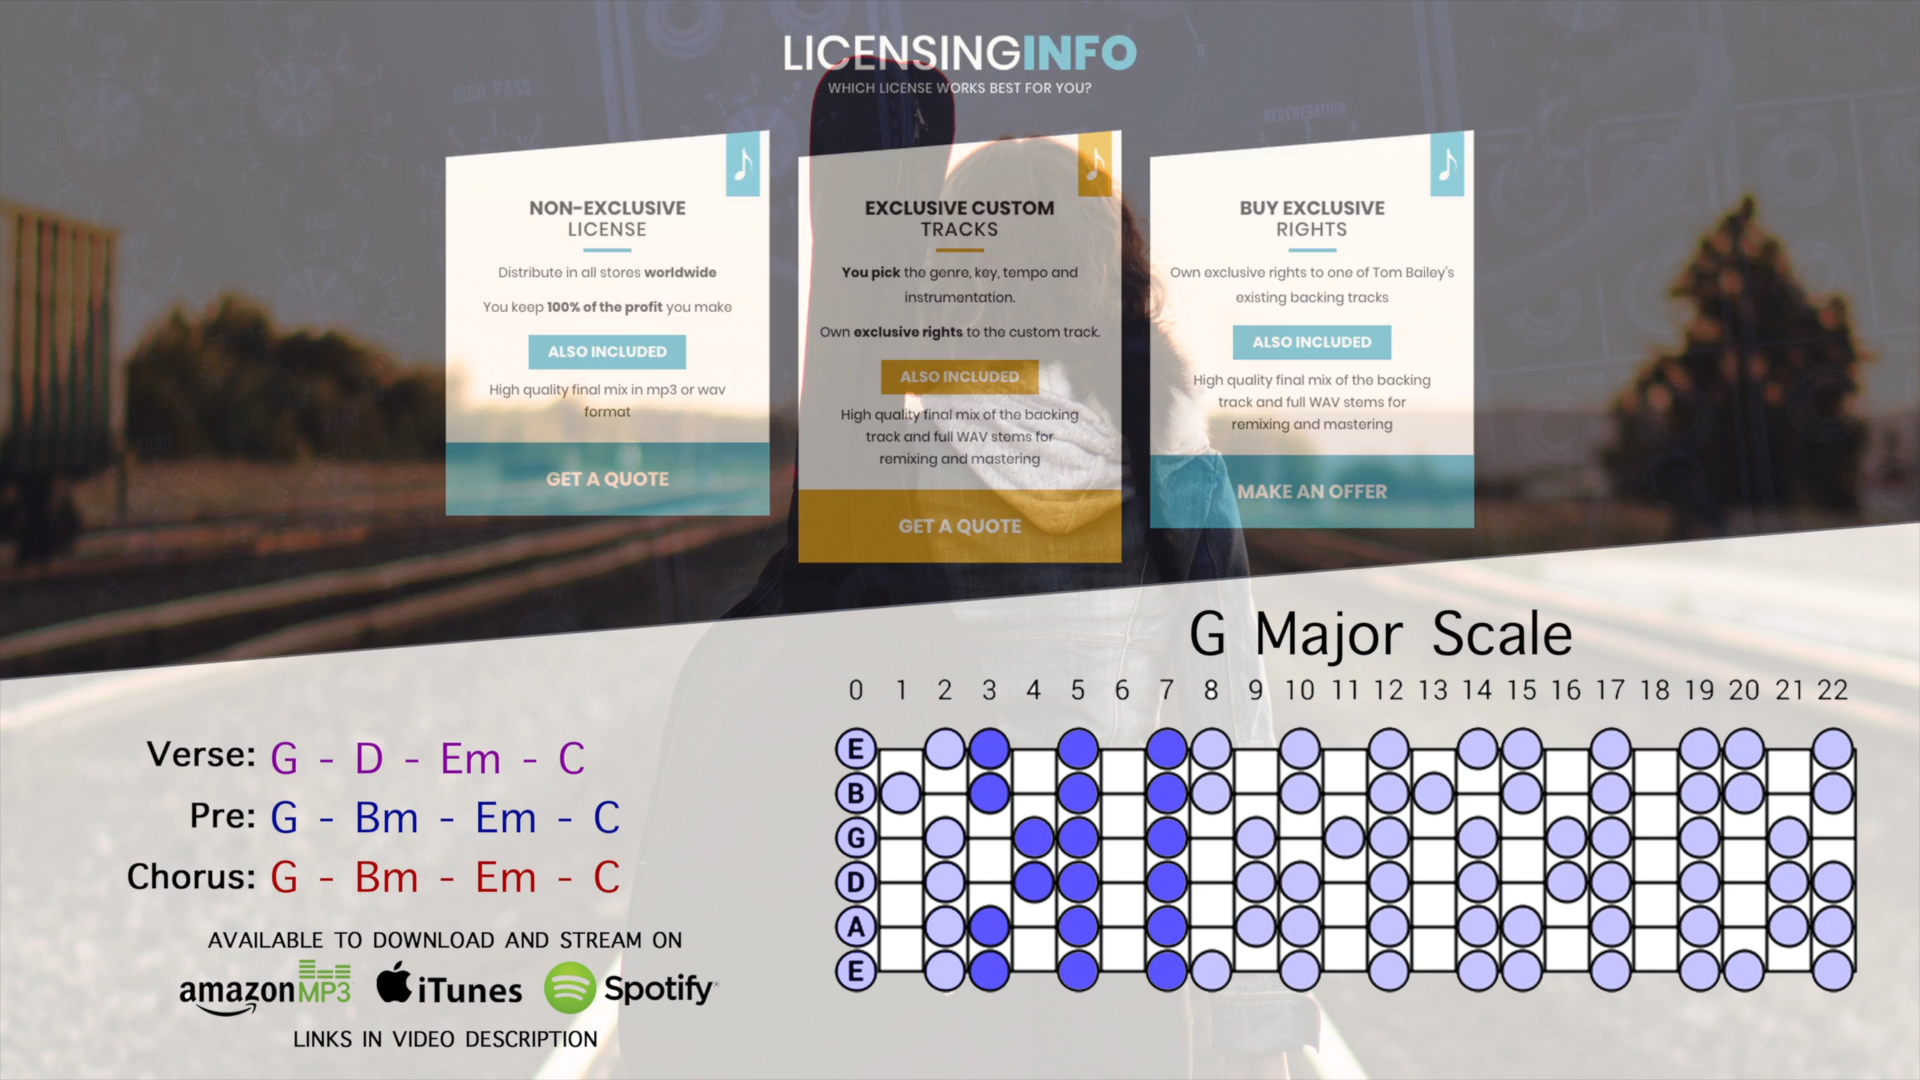 LICENSINGINFO
WHICH LICENSE WORKS BEST FOR YOU?
NON-EXCLUSIVE
LICENSE
Distribute in all stores worldwide
You keep 100% of the profit you make
ALSO INCLUDED
High quality final mix in mp3 or wav
format
GET A QUOTE
EXCLUSIVE CUSTOM
TRACKS
You pick the genre, key, tempo and
instrumentation.
Own exclusive rights to the custom track.
ALSO INCLUDED
High quality final mix of the backing
track and full WAV stems for
remixing and mastering
GET A QUOTE
BUY EXCLUSIVE
RIGHTS
Own exclusive rights to one of Tom Bailey's
existing backing tracks
ALSO INCLUDED
High quality final mix of the backing
track and full WAV stems for
remixing and mastering
MAKE AN OFFER
HIGH PASS
REGENERATION
Verse: G - D - Em - C
Pre: G - Bm - Em - C
Chorus: G - Bm - Em - C
AVAILABLE TO DOWNLOAD AND STREAM ON
amazonMP3 iTunes Spotify
LINKS IN VIDEO DESCRIPTION
G Major Scale
0 1 2 3 4 5 6 7 8 9 10 11 12 13 14 15 16 17 18 19 20 21 22
E
B
G
D
A
E